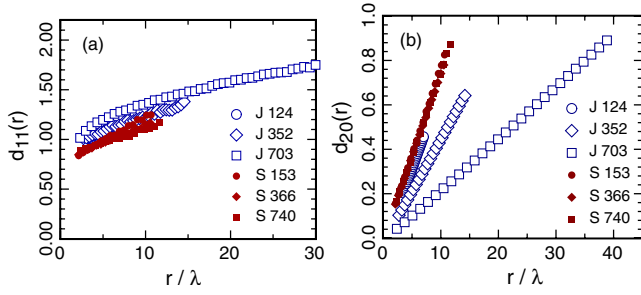 (a)
d11(r)
2.00
1.50
1.00
0.50
0.00
0
10
20
30
r / λ
J 124
J 352
J 703
S 153
S 366
S 740
(b)
d20(r)
1.0
0.8
0.6
0.4
0.2
0.0
0
10
20
30
40
r / λ
J 124
J 352
J 703
S 153
S 366
S 740